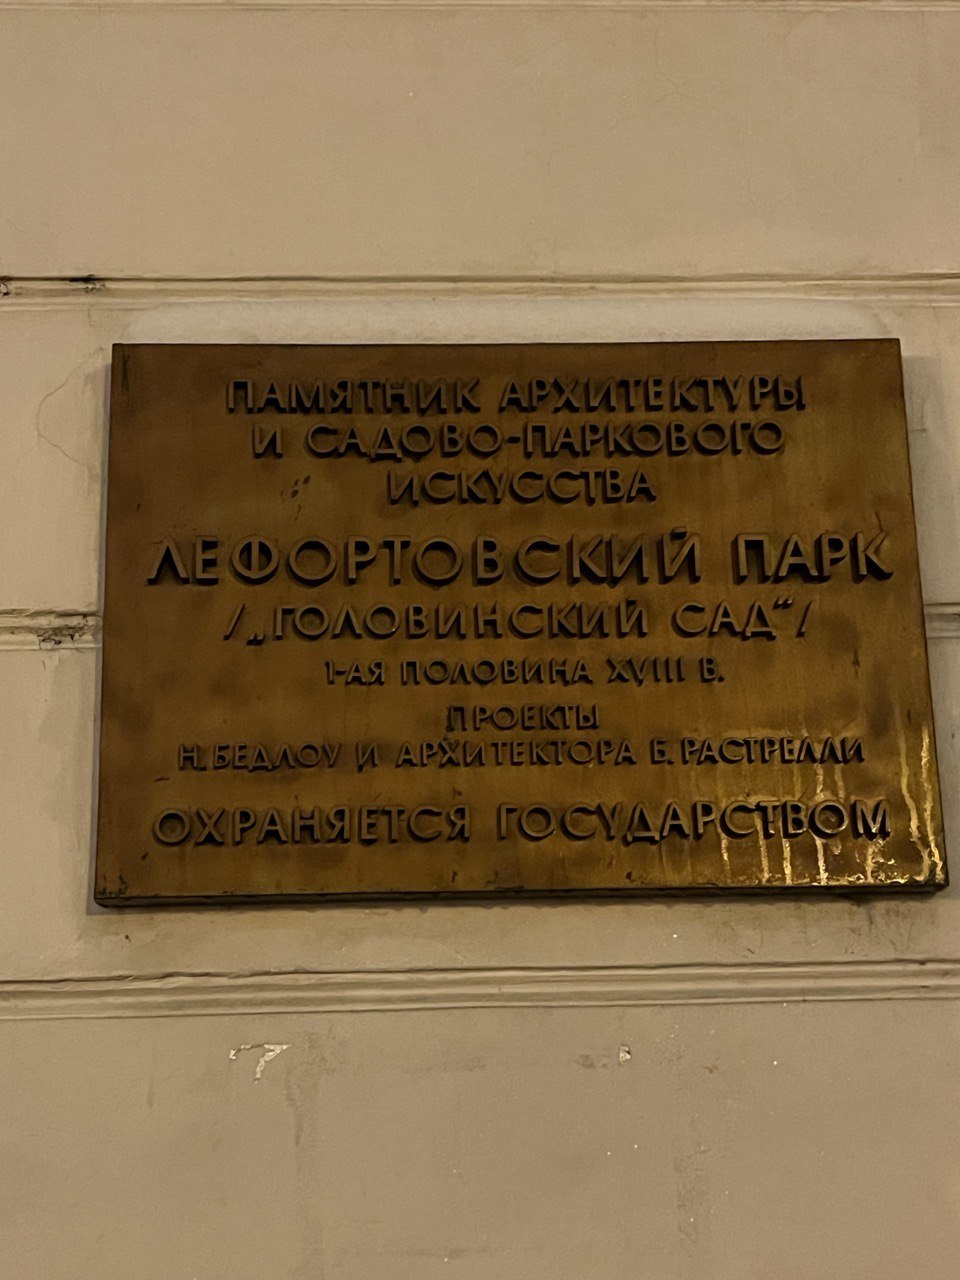 ПАМЯТНИК АРХИТЕКТУРЫ
И САДОВО-ПАРКОВОГО
ИСКУССТВА
ЛЕФОРТОВСКИЙ ПАРК
/„ГОЛОВИНСКИЙ САД“/
1-АЯ ПОЛОВИНА XVIII В.
ПРОЕКТЫ
Н.БЕДЛОУ И АРХИТЕКТОРА Б.РАСТРЕЛЛИ
ОХРАНЯЕТСЯ ГОСУДАРСТВОМ